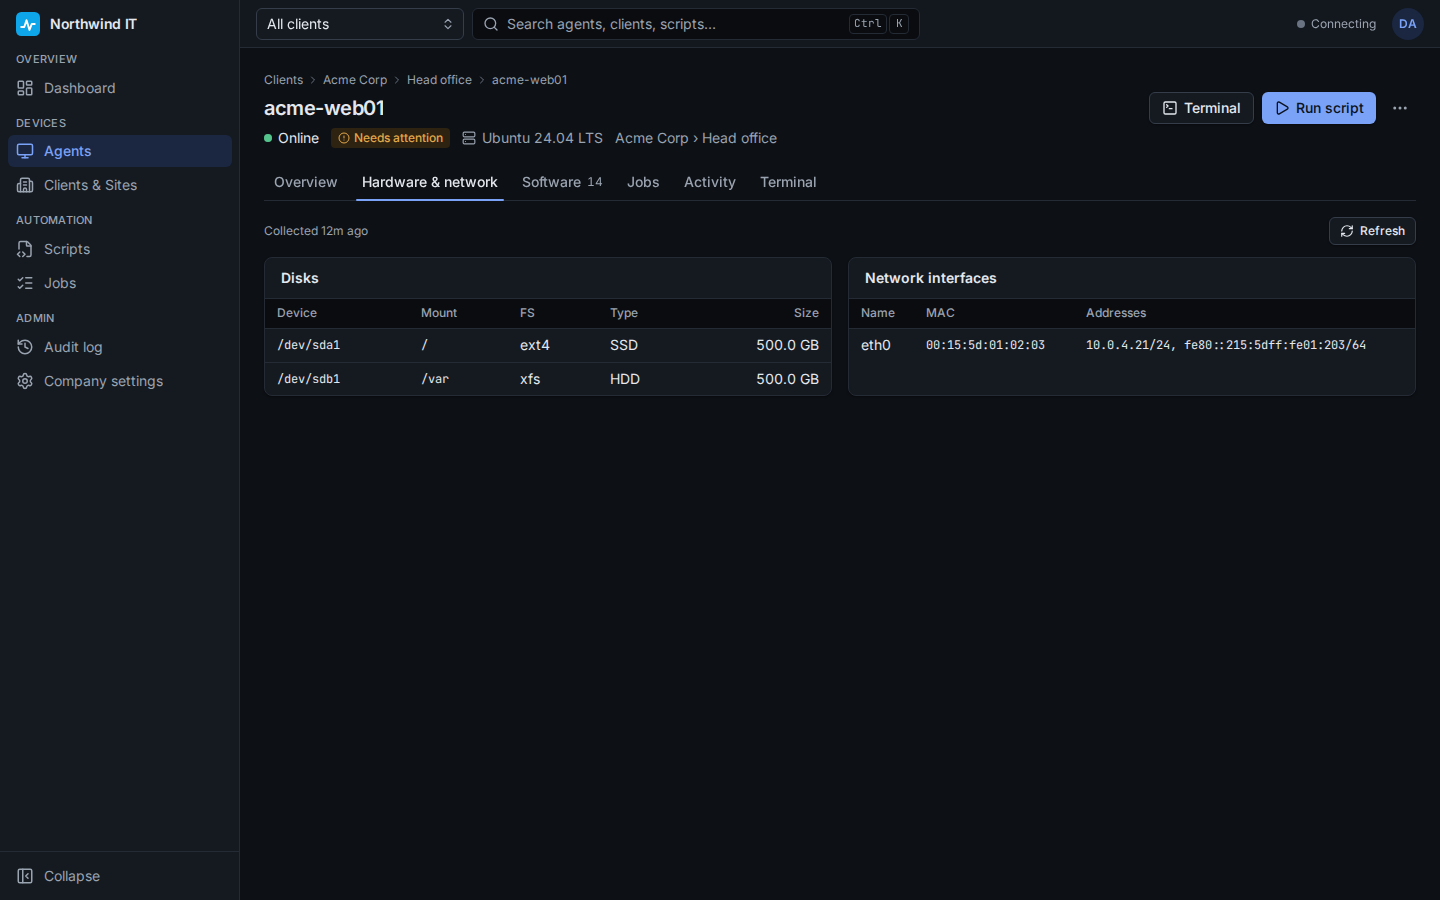 Northwind IT
All clients
Search agents, clients, scripts...
Ctrl K
Connecting
DA
OVERVIEW
Dashboard
DEVICES
Agents
Clients & Sites
AUTOMATION
Scripts
Jobs
ADMIN
Audit log
Company settings
Collapse
Clients > Acme Corp > Head office > acme-web01
acme-web01
Terminal
Run script
Online
Needs attention
Ubuntu 24.04 LTS
Acme Corp › Head office
Overview Hardware & network Software 14 Jobs Activity Terminal
Collected 12m ago
Refresh
Disks
Device Mount FS Type Size
/dev/sda1 / ext4 SSD 500.0 GB
/dev/sdb1 /var xfs HDD 500.0 GB
Network interfaces
Name MAC Addresses
eth0 00:15:5d:01:02:03 10.0.4.21/24, fe80::215:5dff:fe01:203/64